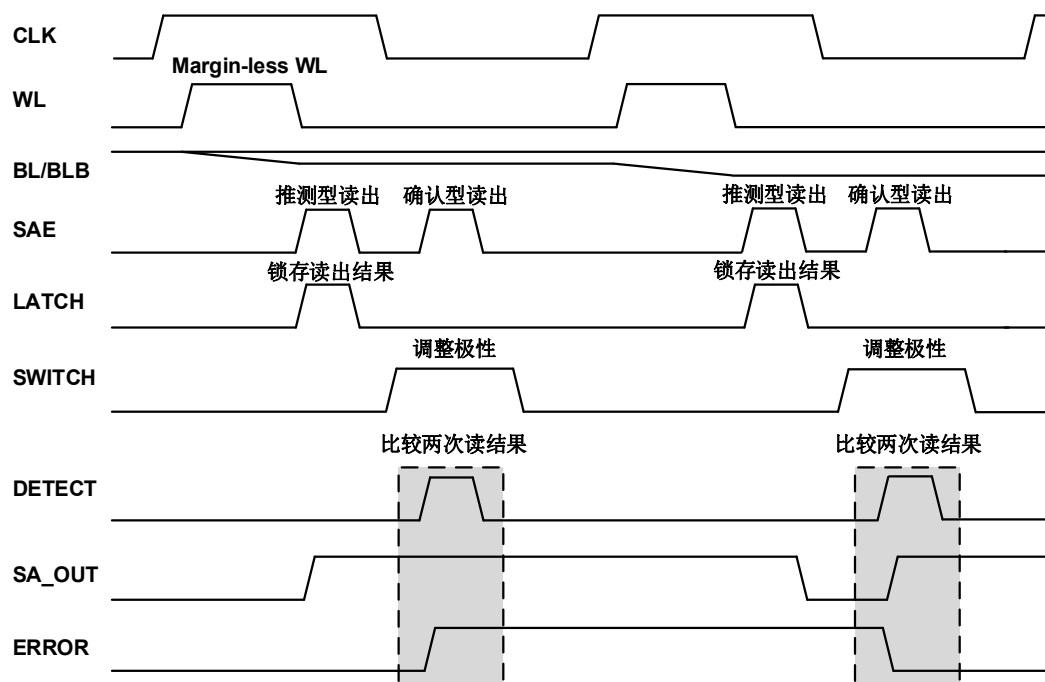 CLK
Margin-less WL
WL
BL/BLB
推测型读出 确认型读出 推测型读出 确认型读出
SAE
锁存读出结果 锁存读出结果
LATCH
调整极性 调整极性
SWITCH
比较两次读结果 比较两次读结果
DETECT
SA_OUT
ERROR